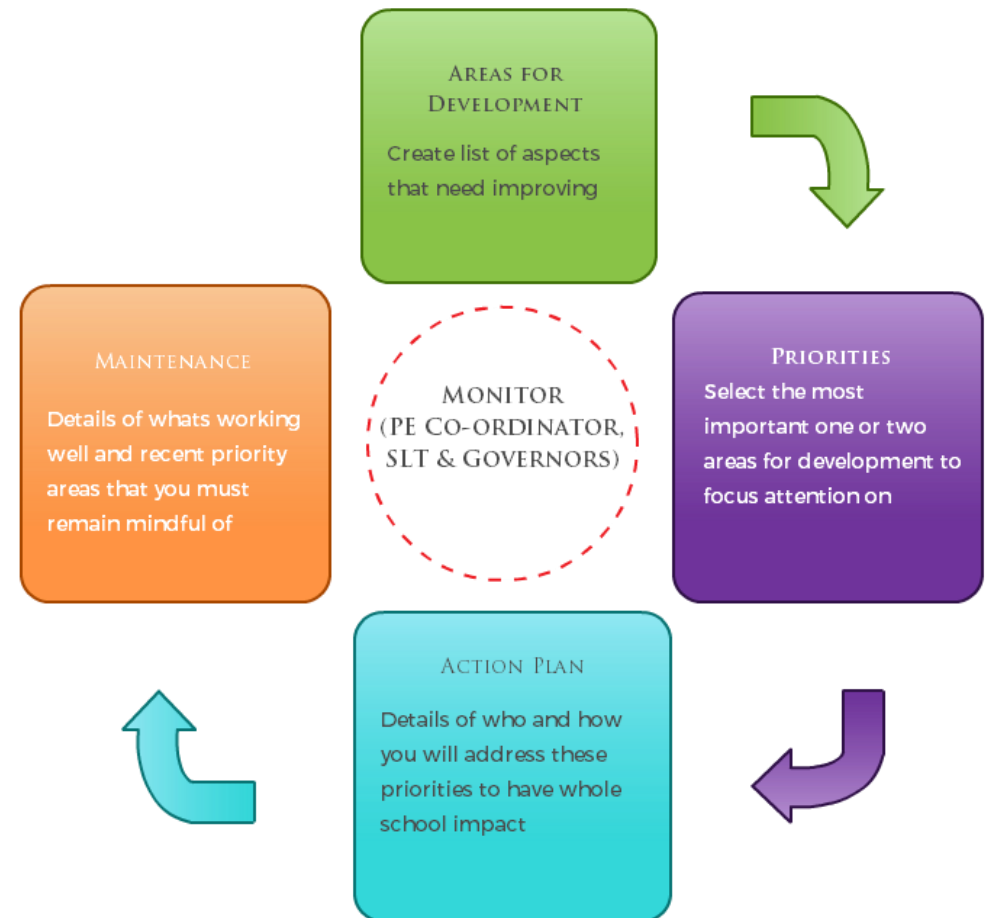 Areas for
Development
Create list of aspects
that need improving
Priorities
Select the most
important one or two
areas for development to
focus attention on
Action Plan
Details of who and how
you will address these
priorities to have whole
school impact
Maintenance
Details of whats working
well and recent priority
areas that you must
remain mindful of
Monitor
(PE Co-ordinator,
SLT & Governors)